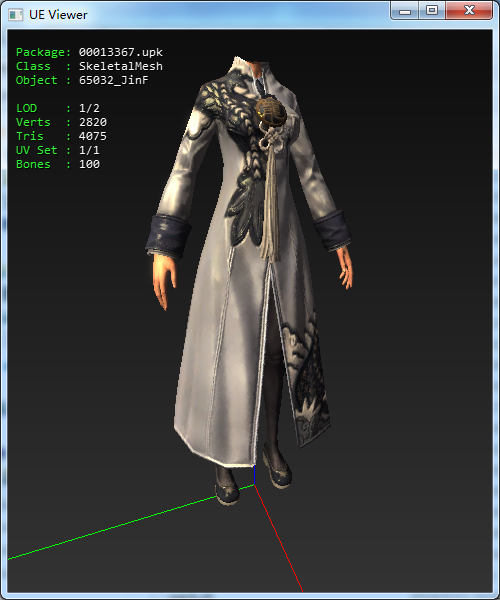 UE Viewer
Package: 00013367.upk
Class : SkeletalMesh
Object : 65032_JinF
LOD : 1/2
Verts : 2820
Tris : 4075
UV Set : 1/1
Bones : 100